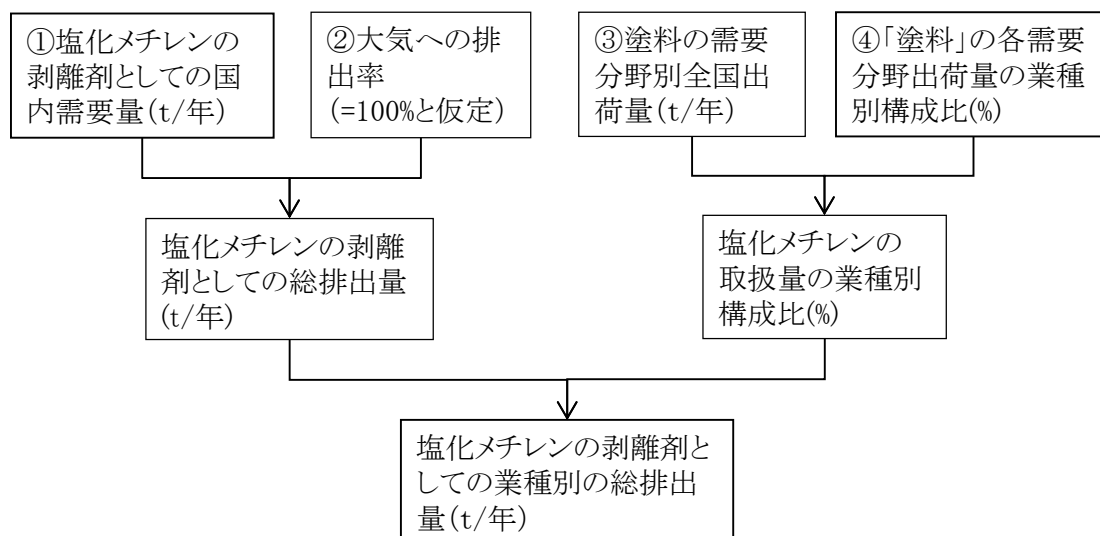 ①塩化メチレンの
剥離剤としての国
内需要量(t/年)
②大気への排
出率
(=100%と仮定)
③塗料の需要
分野別全国出
荷量(t/年)
④「塗料」の各需要
分野出荷量の業種
別構成比(%)
塩化メチレンの剥離
剤としての総排出量
(t/年)
塩化メチレンの
取扱量の業種別
構成比(%)
塩化メチレンの剥離剤と
しての業種別の総排出
量(t/年)